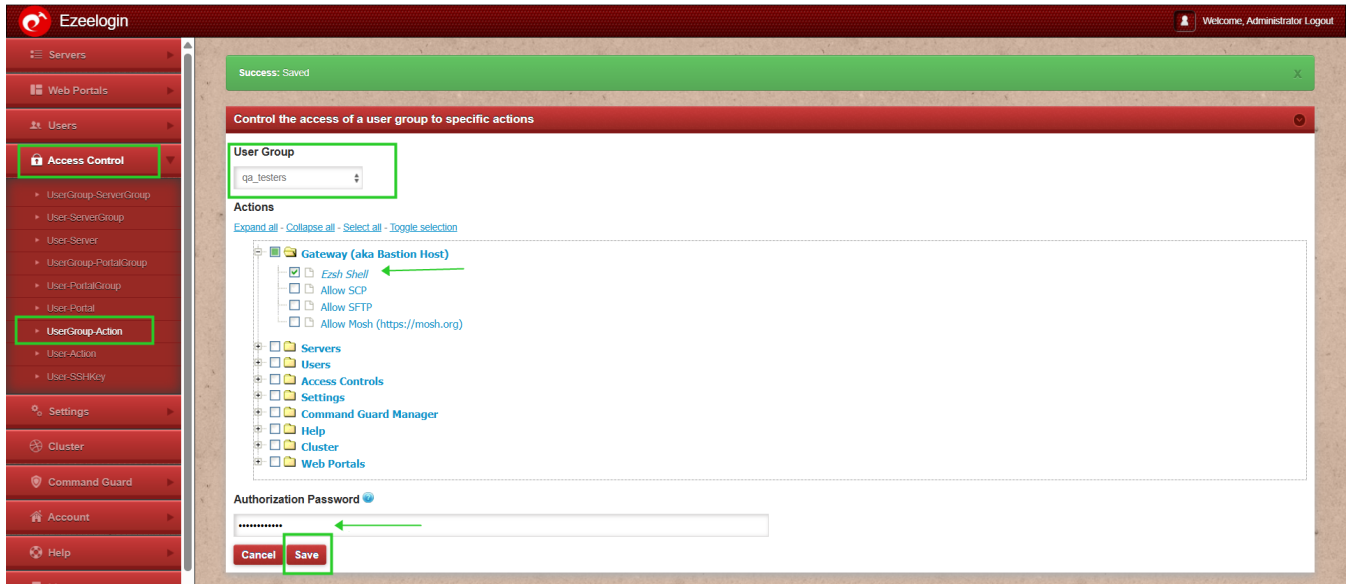 Ezeelogin
Welcome, Administrator Logout
Servers
Web Portals
Users
Access Control
UserGroup-ServerGroup
User-ServerGroup
User-Server
UserGroup-PortalGroup
User-PortalGroup
User-Portal
UserGroup-Action
User-Action
User-SSHKey
Settings
Cluster
Command Guard
Account
Help
Success: Saved
X
Control the access of a user group to specific actions
User Group
qa_testers
Actions
Expand all - Collapse all - Select all - Toggle selection
Gateway (aka Bastion Host)
Ezsh Shell
Allow SCP
Allow SFTP
Allow Mosh (https://mosh.org)
Servers
Users
Access Controls
Settings
Command Guard Manager
Help
Cluster
Web Portals
Authorization Password
Cancel Save